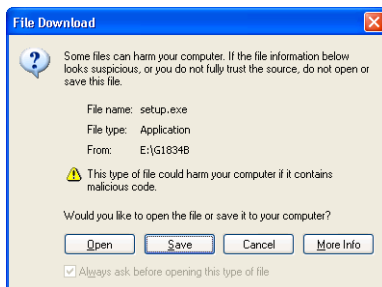 File Download
Some files can harm your computer. If the file information below
looks suspicious, or you do not fully trust the source, do not open or
save this file.
File name: setup.exe
File type: Application
From: E:\G1834B
This type of file could harm your computer if it contains
malicious code.
Would you like to open the file or save it to your computer?
Open Save Cancel More Info
Always ask before opening this type of file